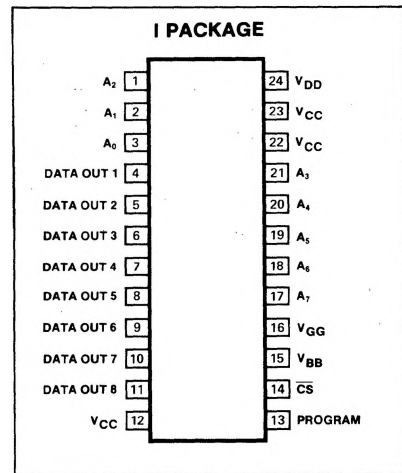 I PACKAGE
A₂ 1 24 VDD
A₁ 2 23 VCC
A₀ 3 22 VCC
DATA OUT 1 4 21 A₃
DATA OUT 2 5 20 A₄
DATA OUT 3 6 19 A₅
DATA OUT 4 7 18 A₆
DATA OUT 5 8 17 A₇
DATA OUT 6 9 16 VGG
DATA OUT 7 10 15 VBB
DATA OUT 8 11 14 C̅S̅
VCC 12 13 PROGRAM